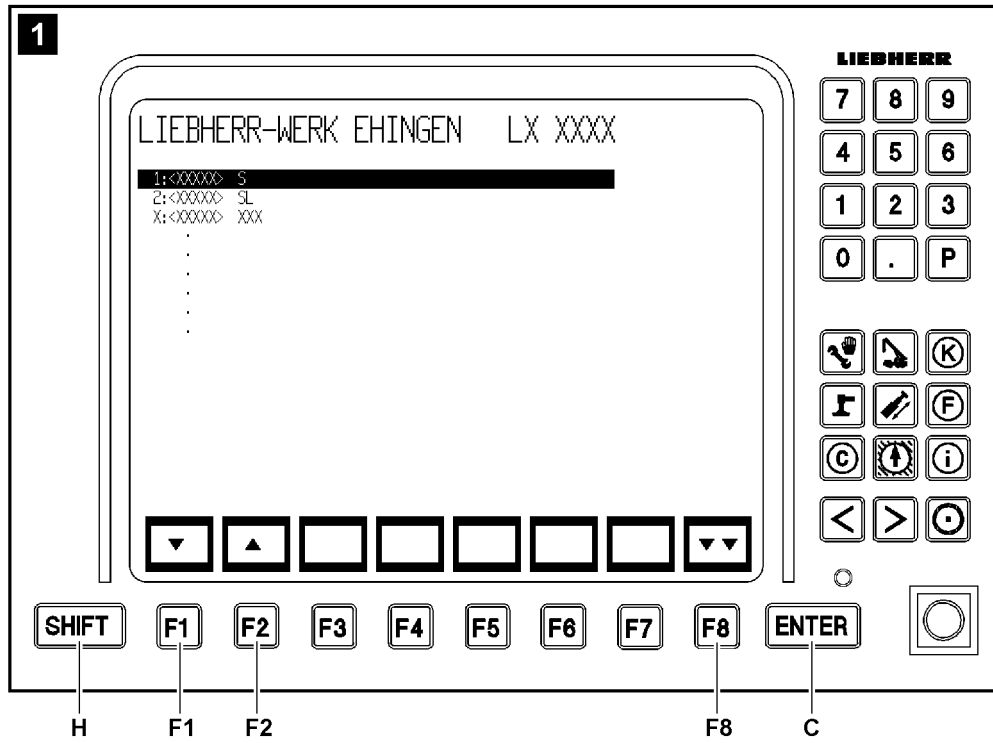 1
LIEBHERR
7 8 9
LIEBHERR-WERK EHINGEN LX XXXX
4 5 6
1:<XXXXX> S
2:<XXXXX> SL
X:<XXXXX> XXX
1 2 3
0 . P
K
F
C i
< >
SHIFT F1 F2 F3 F4 F5 F6 F7 F8 ENTER
H F1 F2 F8 C